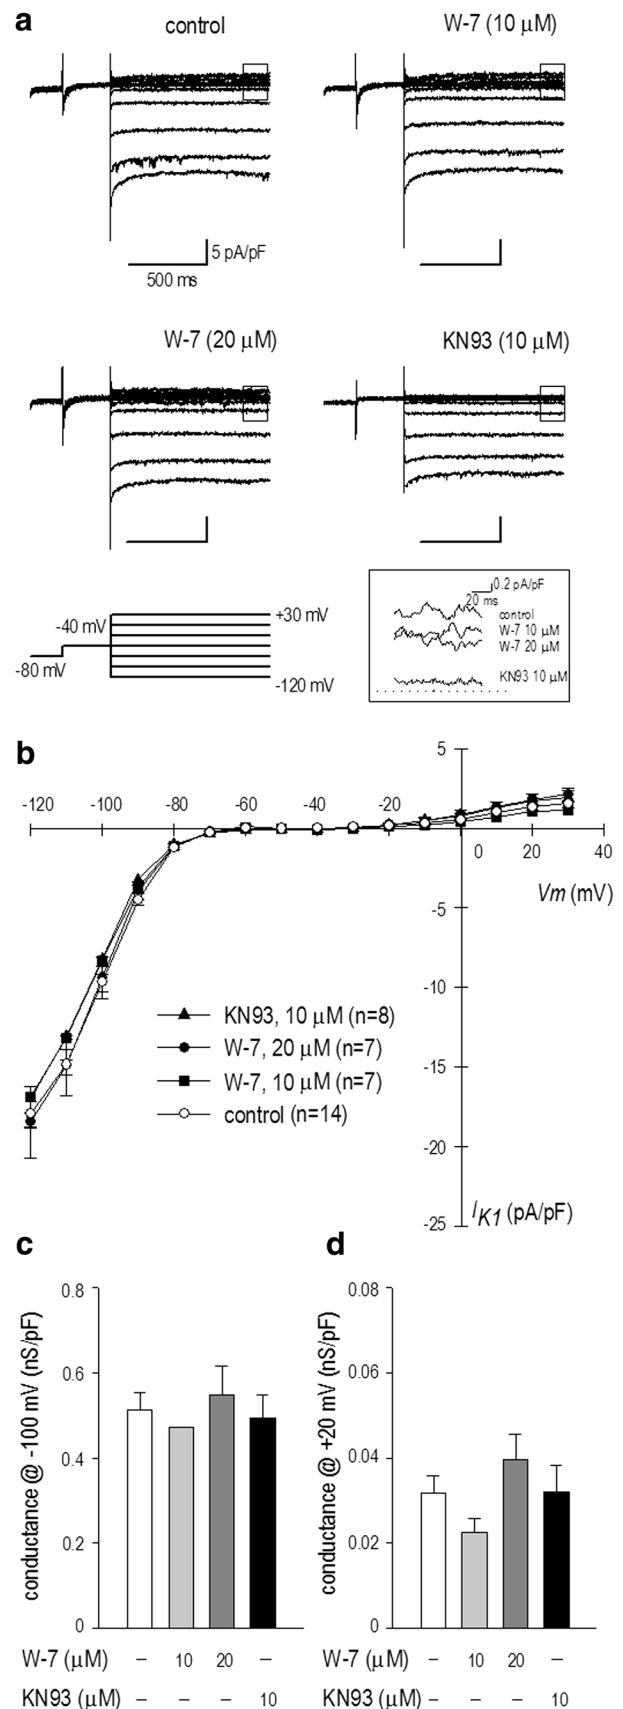 a
control
W-7 (10 μM)
5 pA/pF
500 ms
W-7 (20 μM)
KN93 (10 μM)
-40 mV
+30 mV
-80 mV
-120 mV
0.2 pA/pF
20 ms
control
W-7 10 μM
W-7 20 μM
KN93 10 μM
b
5
-120 -100 -80 -60 -40 -20
0 20 40
Vm (mV)
-5
-10
-15
-20
-25
KN93, 10 μM (n=8)
W-7, 20 μM (n=7)
W-7, 10 μM (n=7)
control (n=14)
IK1 (pA/pF)
c
conductance @ -100 mV (nS/pF)
0.8
0.6
0.4
0.2
0
W-7 (μM) – 10 20 –
KN93 (μM) – – – 10
d
conductance @ +20 mV (nS/pF)
0.08
0.06
0.04
0.02
0
W-7 (μM) – 10 20 –
KN93 (μM) – – – 10